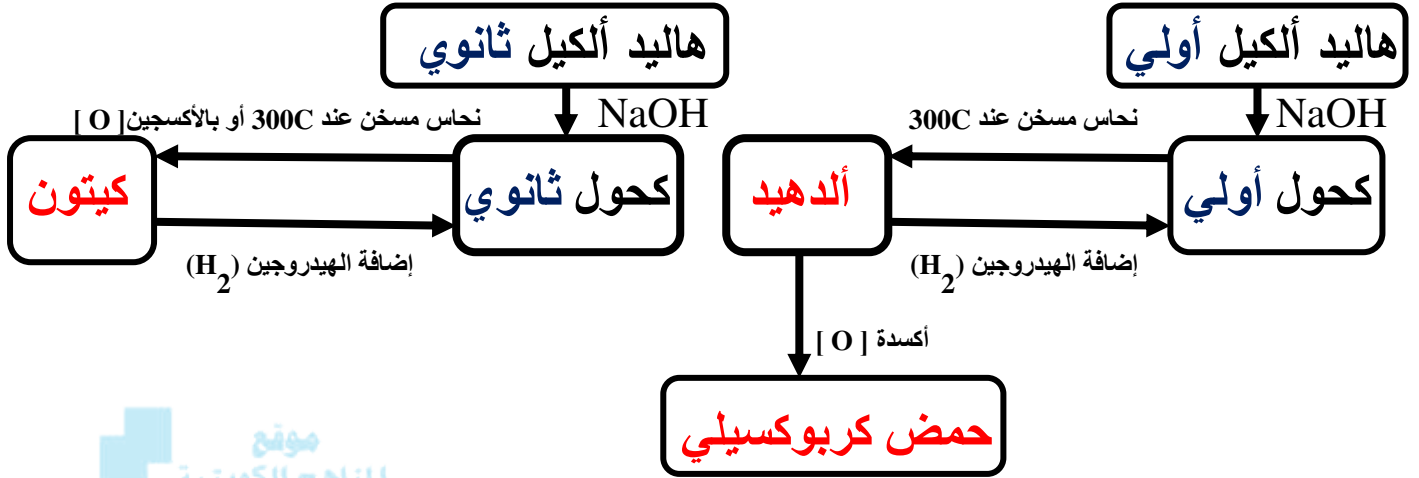 هاليد ألكيل أولي
هاليد ألكيل ثانوي
NaOH
NaOH
نحاس مسخن عند 300C
نحاس مسخن عند 300C أو بالأكسجين[ O ]
كحول أولي
ألدهيد
كحول ثانوي
كيتون
إضافة الهيدروجين (H2)
إضافة الهيدروجين (H2)
أكسدة [ O ]
حمض كربوكسيلي
موقع